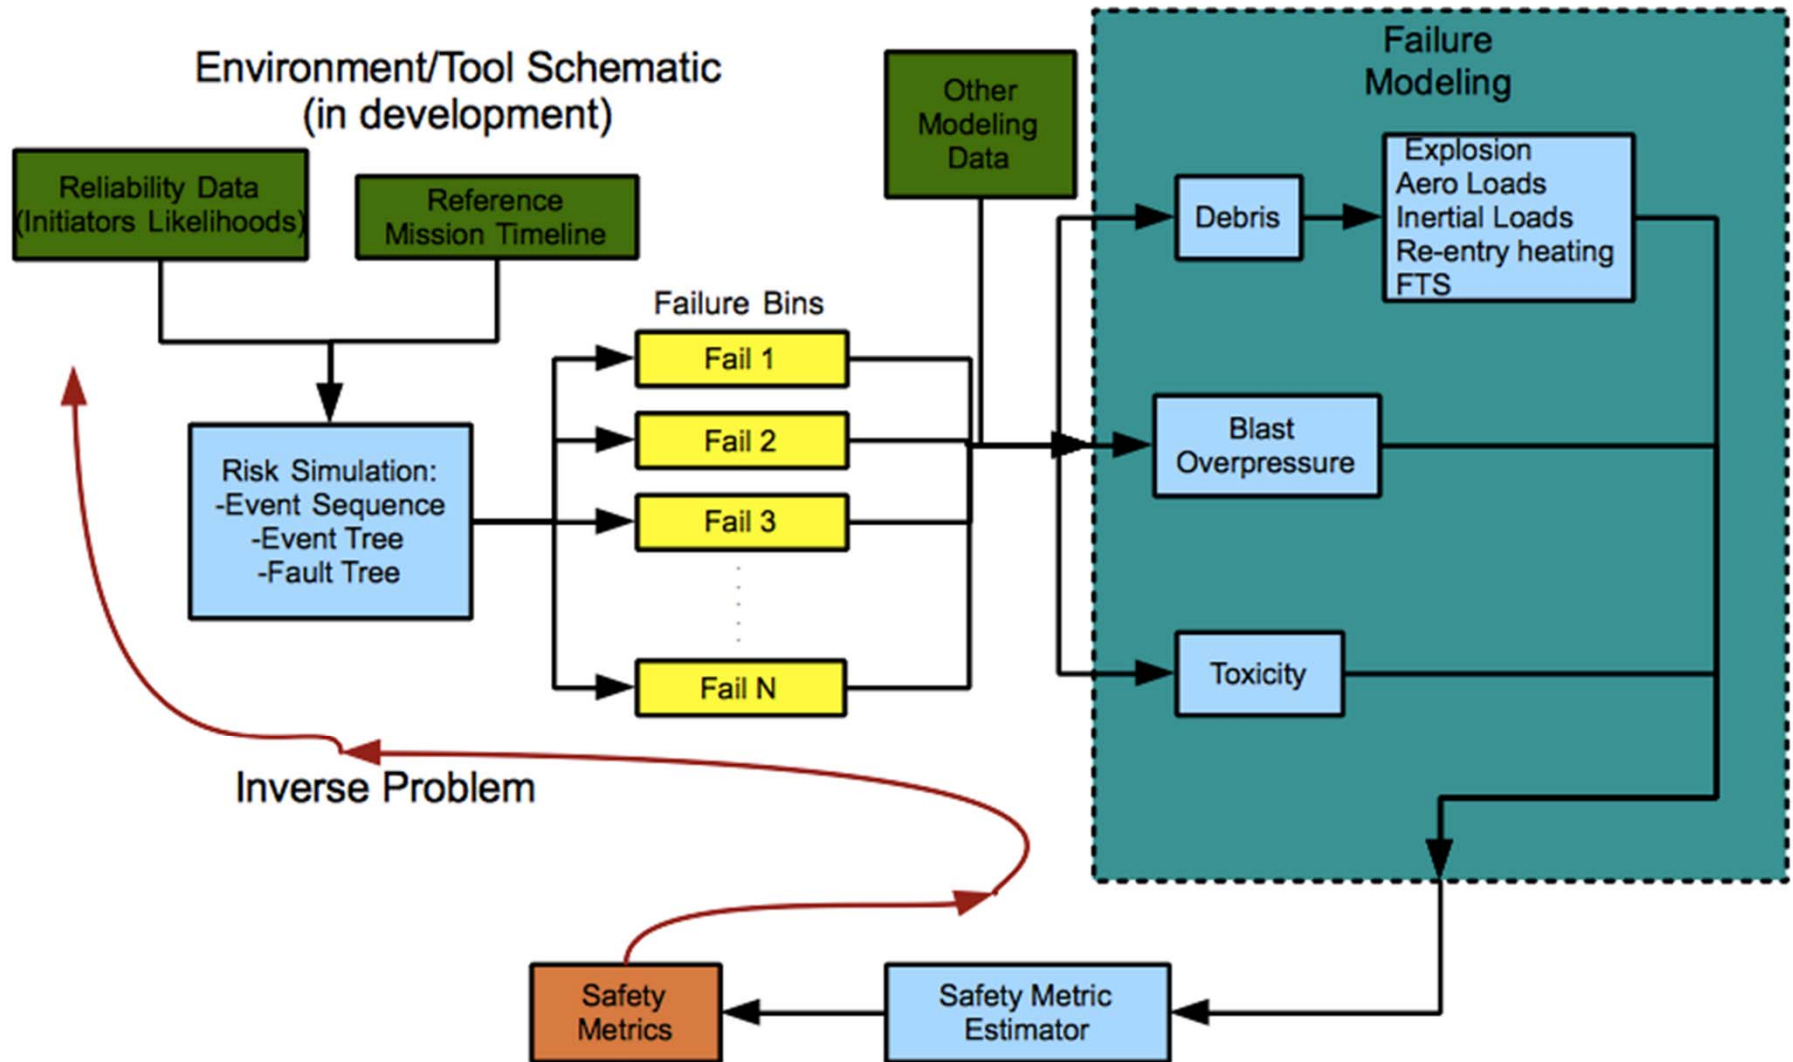 Environment/Tool Schematic
(in development)
Reliability Data
(Initiators Likelihoods)
Reference
Mission Timeline
Other
Modeling
Data
Failure
Modeling
Risk Simulation:
-Event Sequence
-Event Tree
-Fault Tree
Failure Bins
Fail 1
Fail 2
Fail 3
Fail N
Debris
Explosion
Aero Loads
Inertial Loads
Re-entry heating
FTS
Blast
Overpressure
Toxicity
Inverse Problem
Safety
Metrics
Safety Metric
Estimator